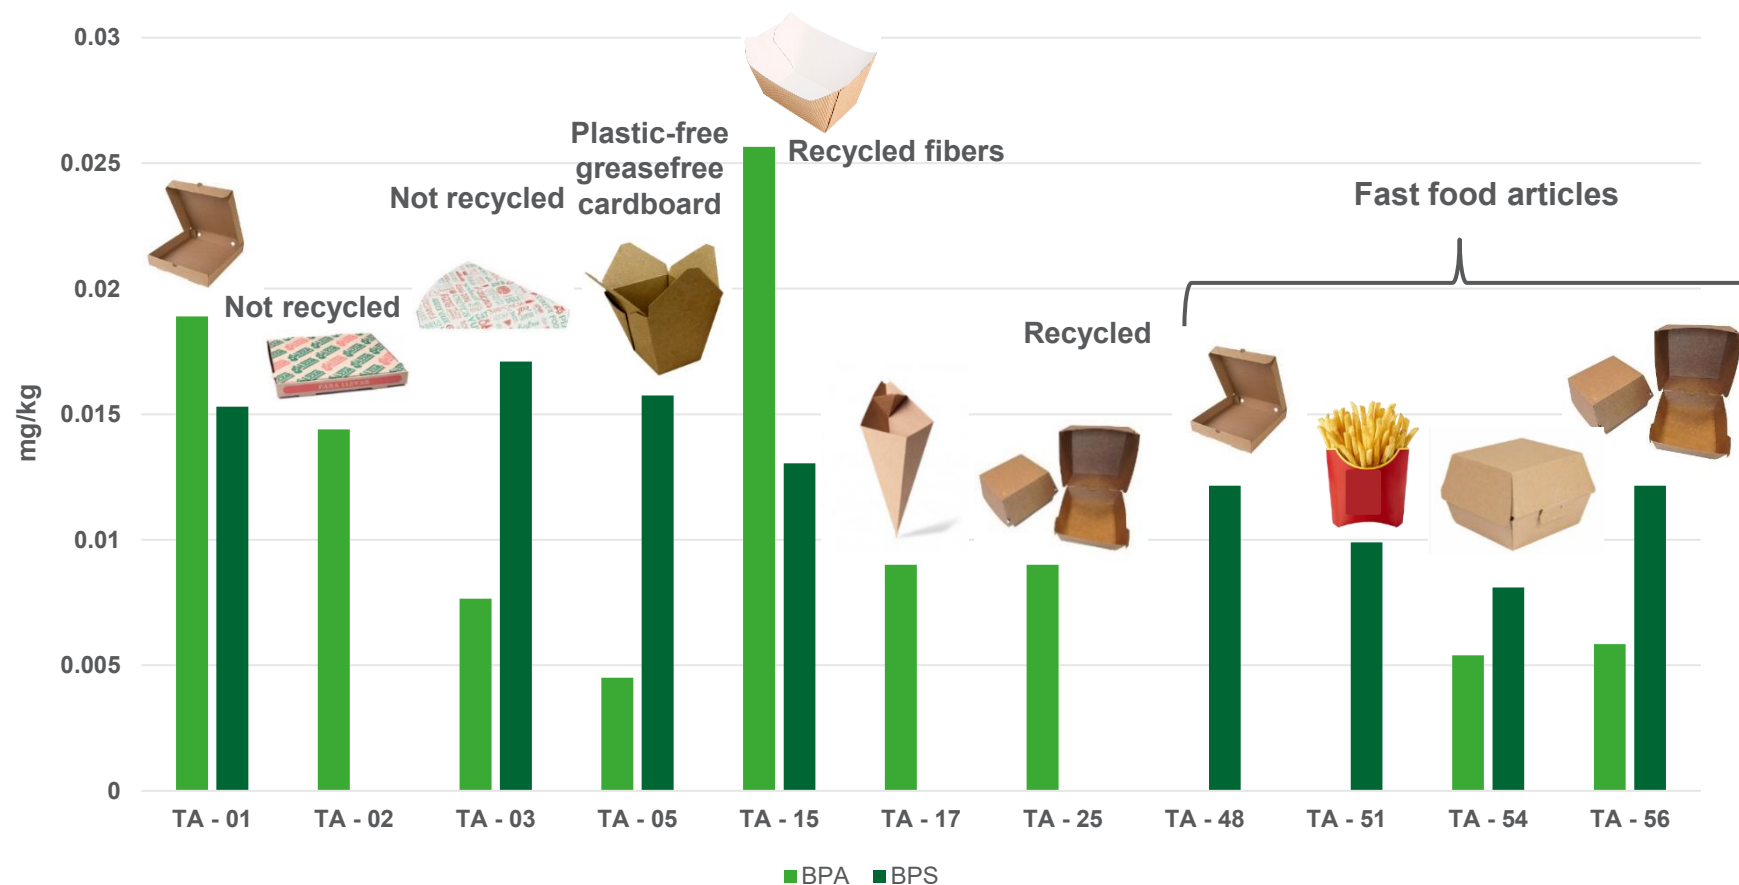 0.03
0.025
0.02
0.015
0.01
0.005
0
mg/kg
Not recycled
Not recycled
Plastic-free
greasefree
cardboard
Recycled fibers
Recycled
Fast food articles
PARA LLEVAR
TA - 01
TA - 02
TA - 03
TA - 05
TA - 15
TA - 17
TA - 25
TA - 48
TA - 51
TA - 54
TA - 56
BPA
BPS